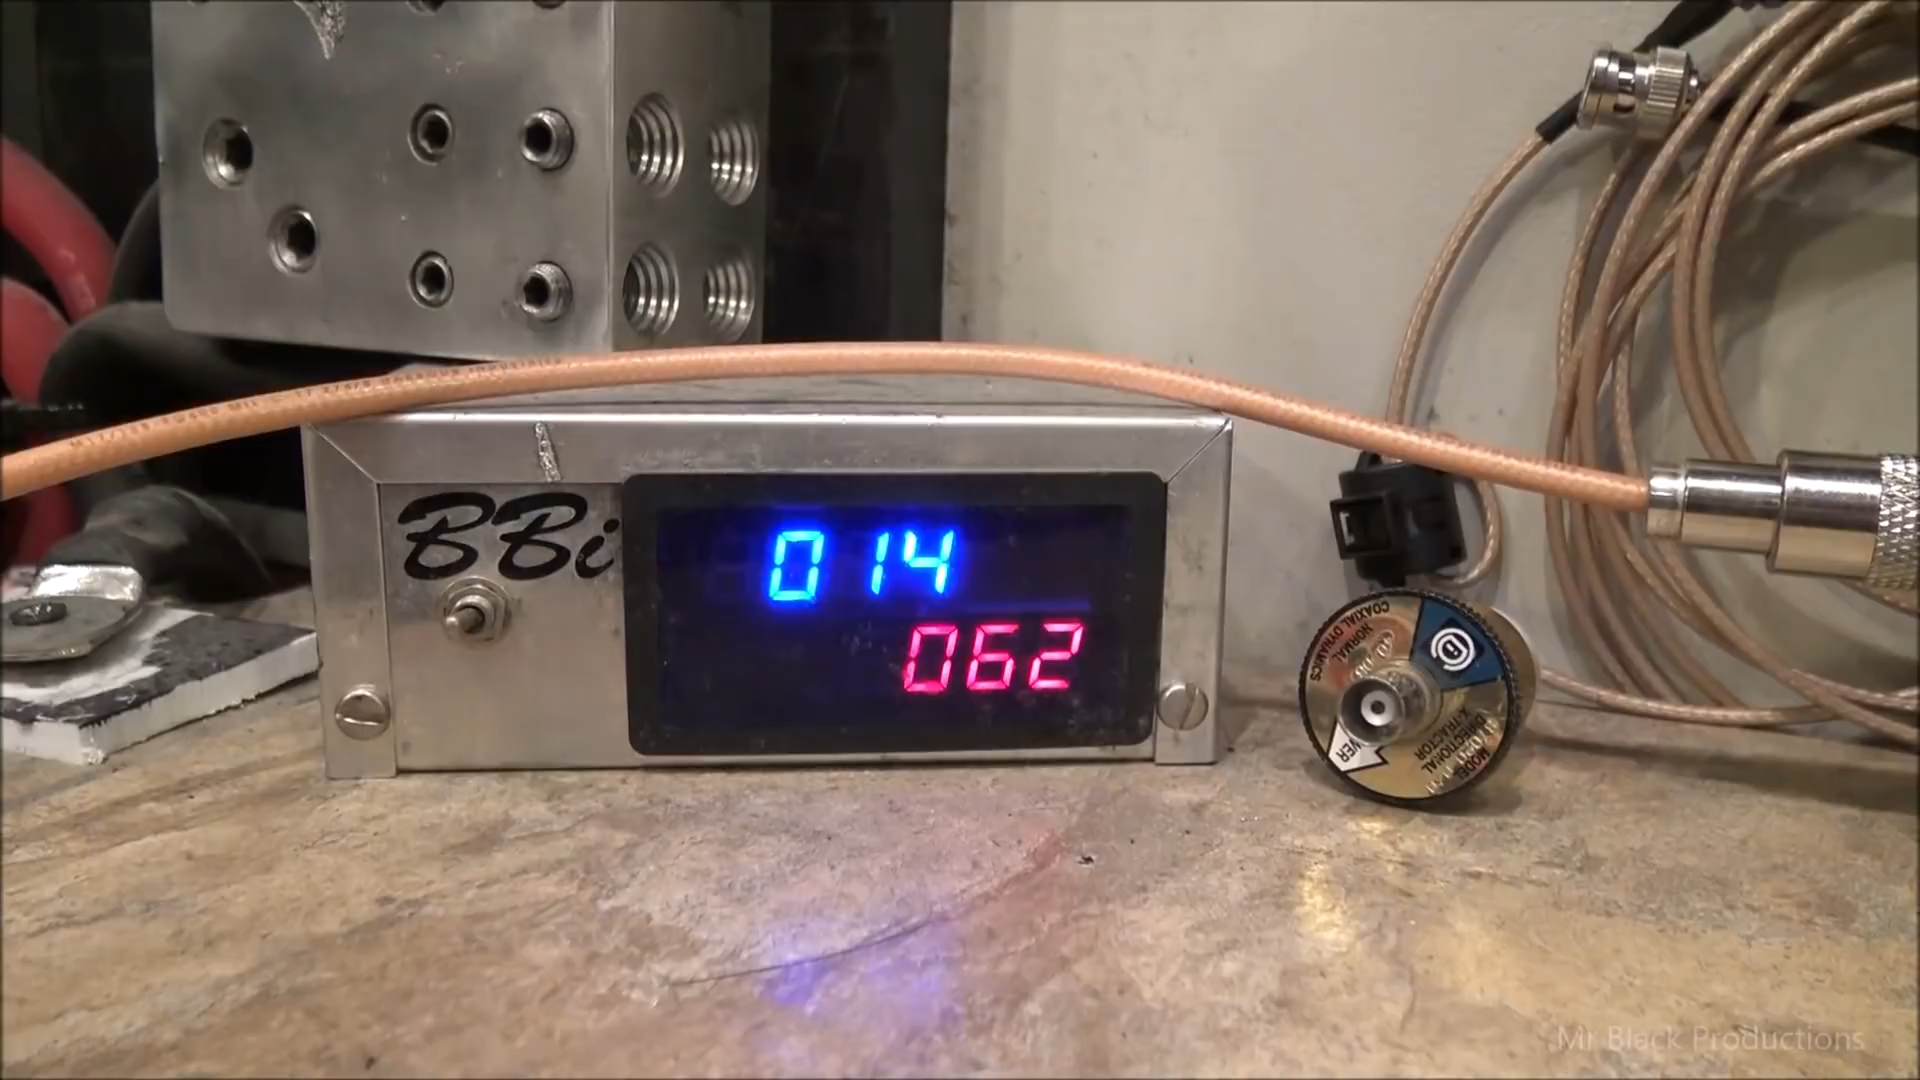 BBi
014
062
COAXIAL DYNAMICS
NORMAL
MODEL
DIRECTIONAL
X-TRACTOR
Mr Black Productions